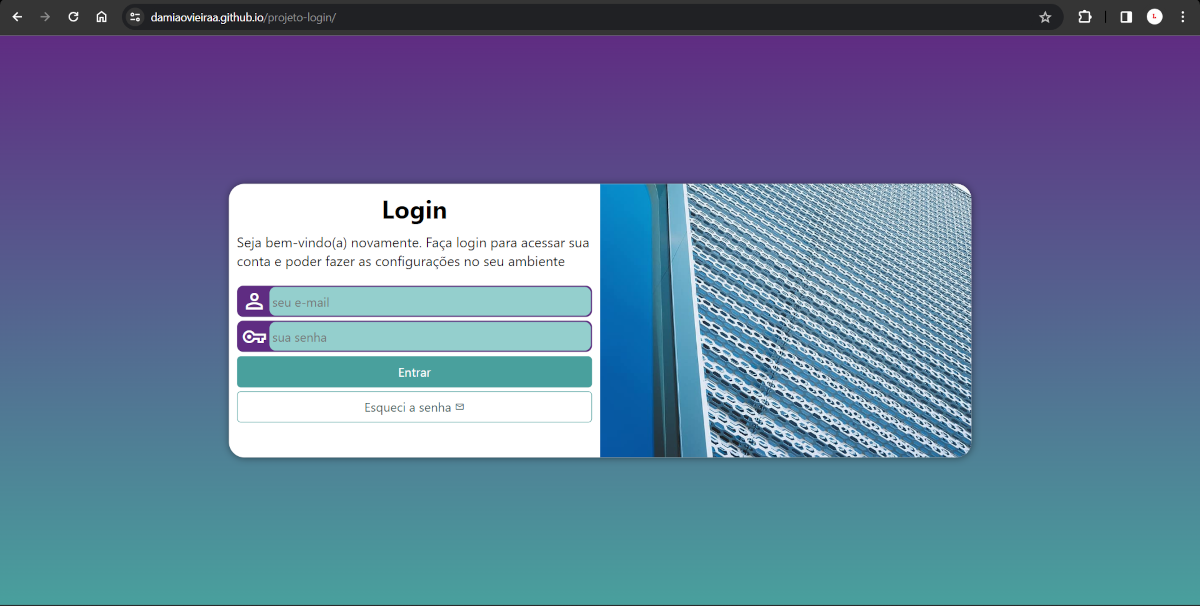 damiaovieiraa.github.io/projeto-login/
Login
Seja bem-vindo(a) novamente. Faça login para acessar sua
conta e poder fazer as configurações no seu ambiente
seu e-mail
sua senha
Entrar
Esqueci a senha